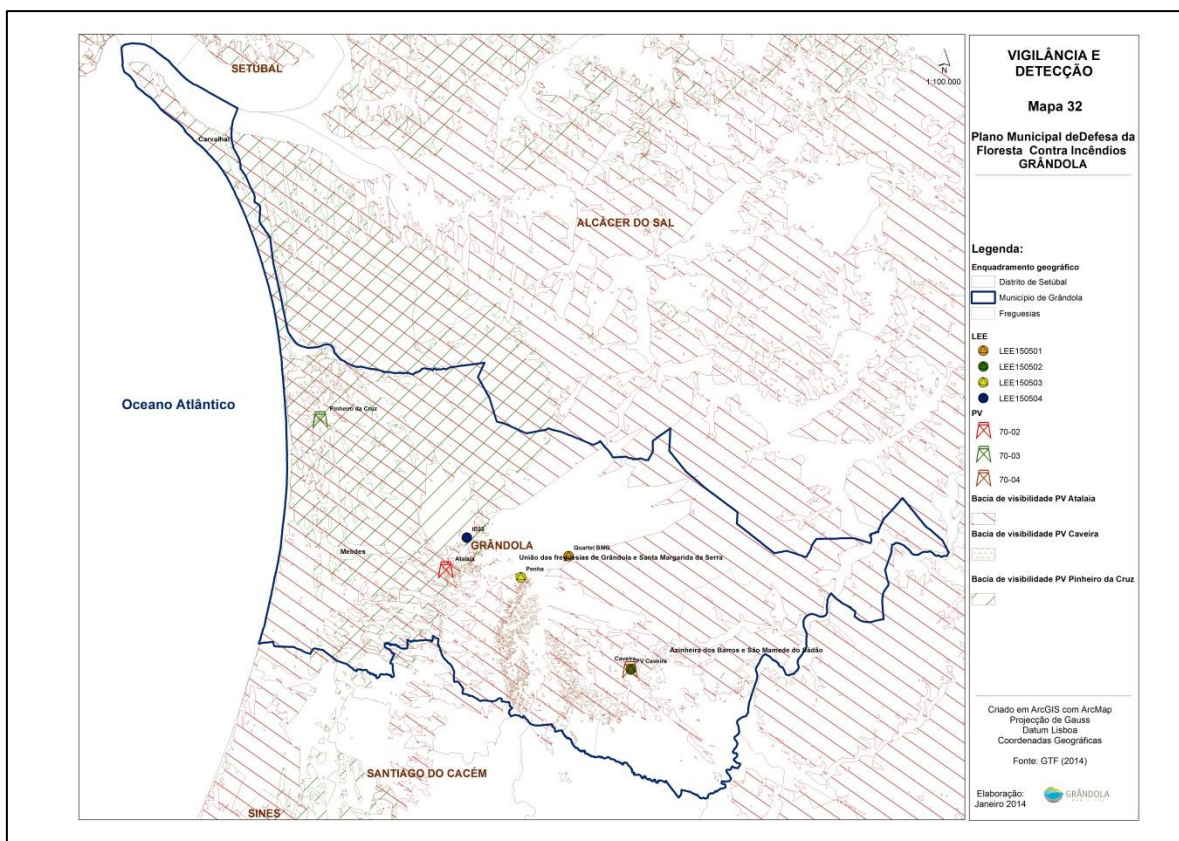 SETÚBAL
N
1:100.000
Carvalhal
ALCÁCER DO SAL
Oceano Atlântico
Pinheiro da Cruz
Melides
GRÂNDOLA
Quartel BMG
União das freguesias de Grândola e Santa Margarida da Serra
Atalaia
Penha
Azinheira dos Barros e São Mamede do Sádão
Caveira
PV Caveira
SANTIAGO DO CACÉM
SINES
VIGILÂNCIA E
DETECÇÃO
Mapa 32
Plano Municipal deDefesa da
Floresta Contra Incêndios
GRÂNDOLA
Legenda:
Enquadramento geográfico
Distrito de Setúbal
Município de Grândola
Freguesias
LEE
LEE150501
LEE150502
LEE150503
LEE150504
PV
70-02
70-03
70-04
Bacia de visibilidade PV Atalaia
Bacia de visibilidade PV Caveira
Bacia de visibilidade PV Pinheiro da Cruz
Criado em ArcGIS com ArcMap
Projecção de Gauss
Datum Lisboa
Coordenadas Geográficas
Fonte: GTF (2014)
Elaboração:
Janeiro 2014
GRÂNDOLA